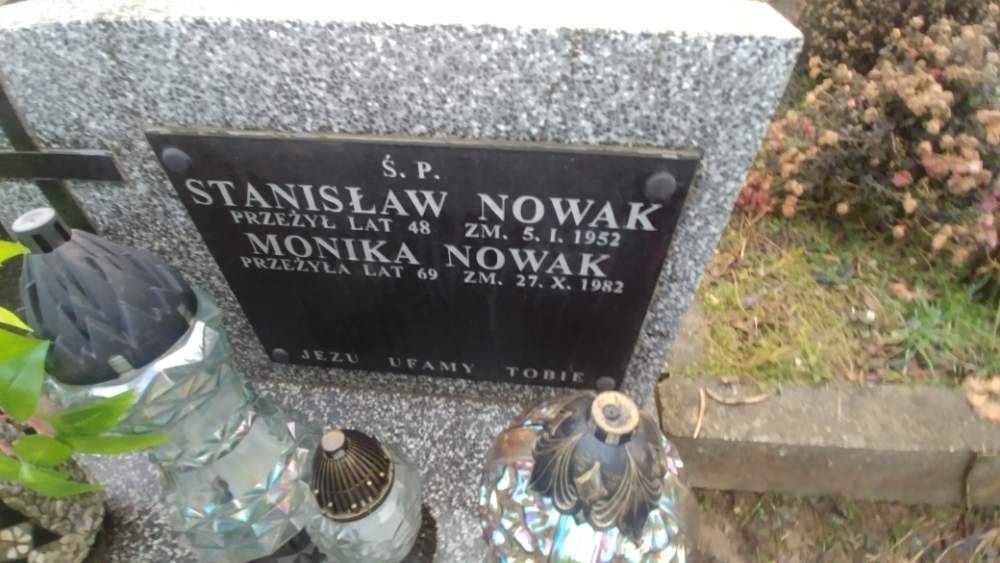 Ś. P.
STANISŁAW NOWAK
PRZEŻYŁ LAT 48 ZM. 5. I. 1952
MONIKA NOWAK
PRZEŻYŁA LAT 69 ZM. 27. X. 1982
JEZU UFAMY TOBIE